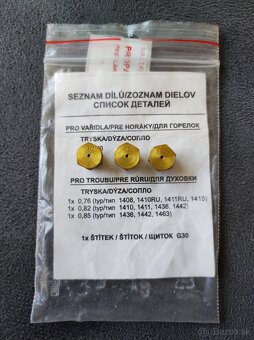 SEZNAM DÍLŮ/ZOZNAM DIELOV
СПИСОК ДЕТАЛЕЙ
PRO VAŘIDLA/PRE HORÁKY/ДЛЯ ГОРЕЛОК
TRYSKA/DÝZA/СОПЛО
PRO TROUBU/PRE RÚRU/ДЛЯ ДУХОВКИ
TRYSKA/DÝZA/СОПЛО
1x 0,76 (typ/тип 1408, 1410RU, 1411RU, 1415)
1x 0,82 (typ/тип 1410, 1411, 1436, 1442)
1x 0,85 (typ/тип 1436, 1442, 1463)
1x ŠTÍTEK / ŠTÍTOK / ЩИТОК G30
bazos.sk